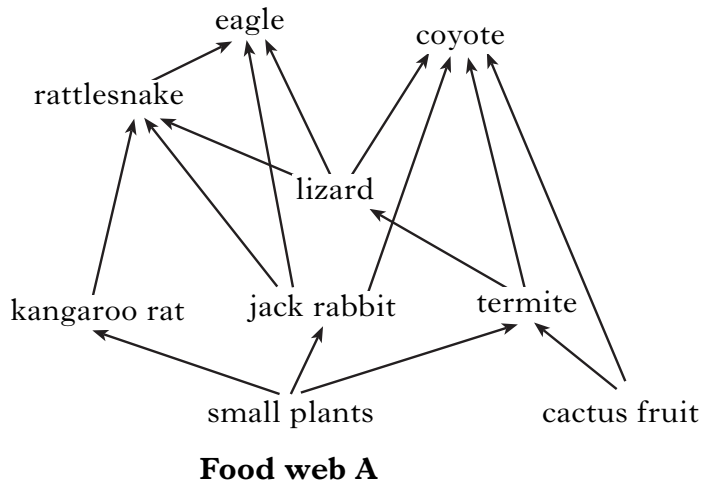 eagle
coyote
rattlesnake
lizard
kangaroo rat
jack rabbit
termite
small plants
cactus fruit
Food web A